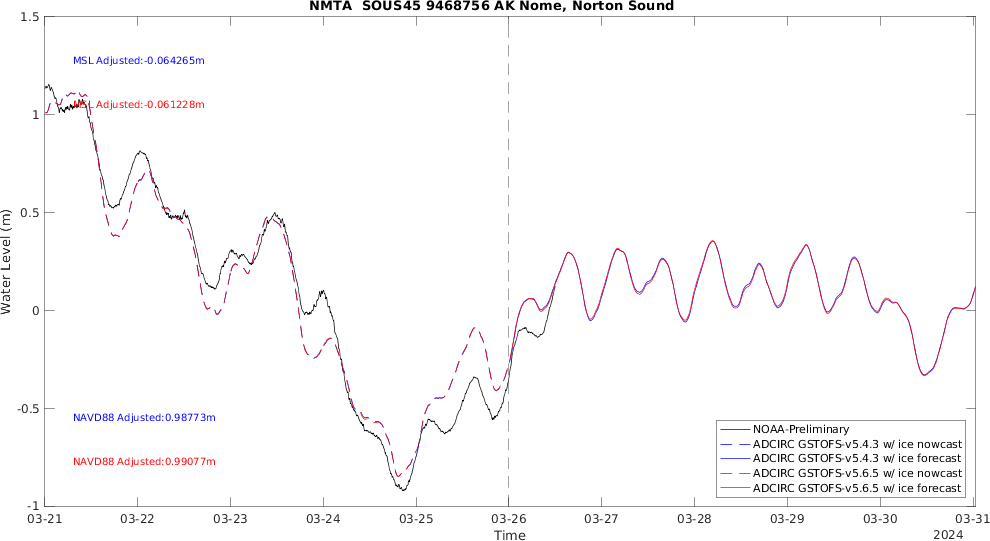 NMTA SOUS45 9468756 AK Nome, Norton Sound
1.5
1
0.5
0
-0.5
-1
Water Level (m)
MSL Adjusted:-0.064265m
MSL Adjusted:-0.061228m
NAVD88 Adjusted:0.98773m
NAVD88 Adjusted:0.99077m
NOAA-Preliminary
ADCIRC GSTOFS-v5.4.3 w/ ice nowcast
ADCIRC GSTOFS-v5.4.3 w/ ice forecast
ADCIRC GSTOFS-v5.6.5 w/ ice nowcast
ADCIRC GSTOFS-v5.6.5 w/ ice forecast
03-21 03-22 03-23 03-24 03-25 03-26 03-27 03-28 03-29 03-30 03-31
Time
2024